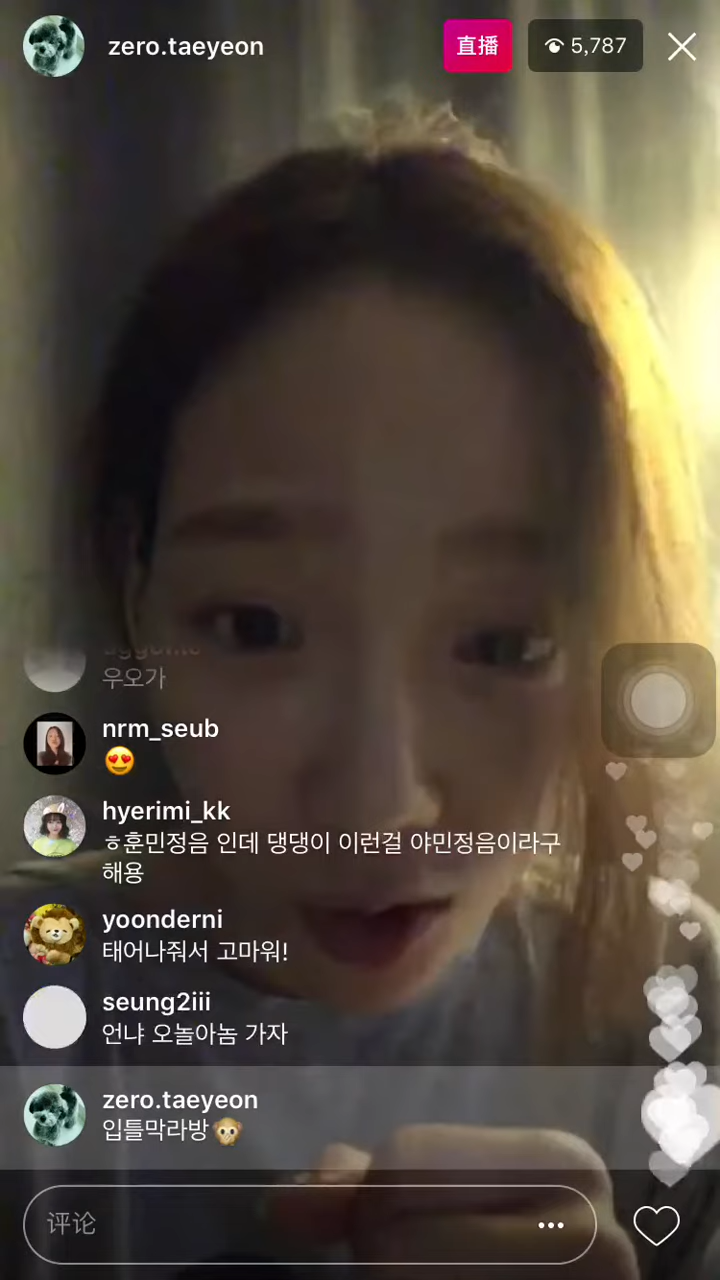 zero.taeyeon
直播
5,787
우오가
nrm_seub
😍
hyerimi_kk
ㅎ훈민정음 인데 댕댕이 이런걸 야민정음이라구
해용
yoonderni
태어나줘서 고마워!
seung2iii
언냐 오늘아놈 가자
zero.taeyeon
입틀막라방🙊
评论